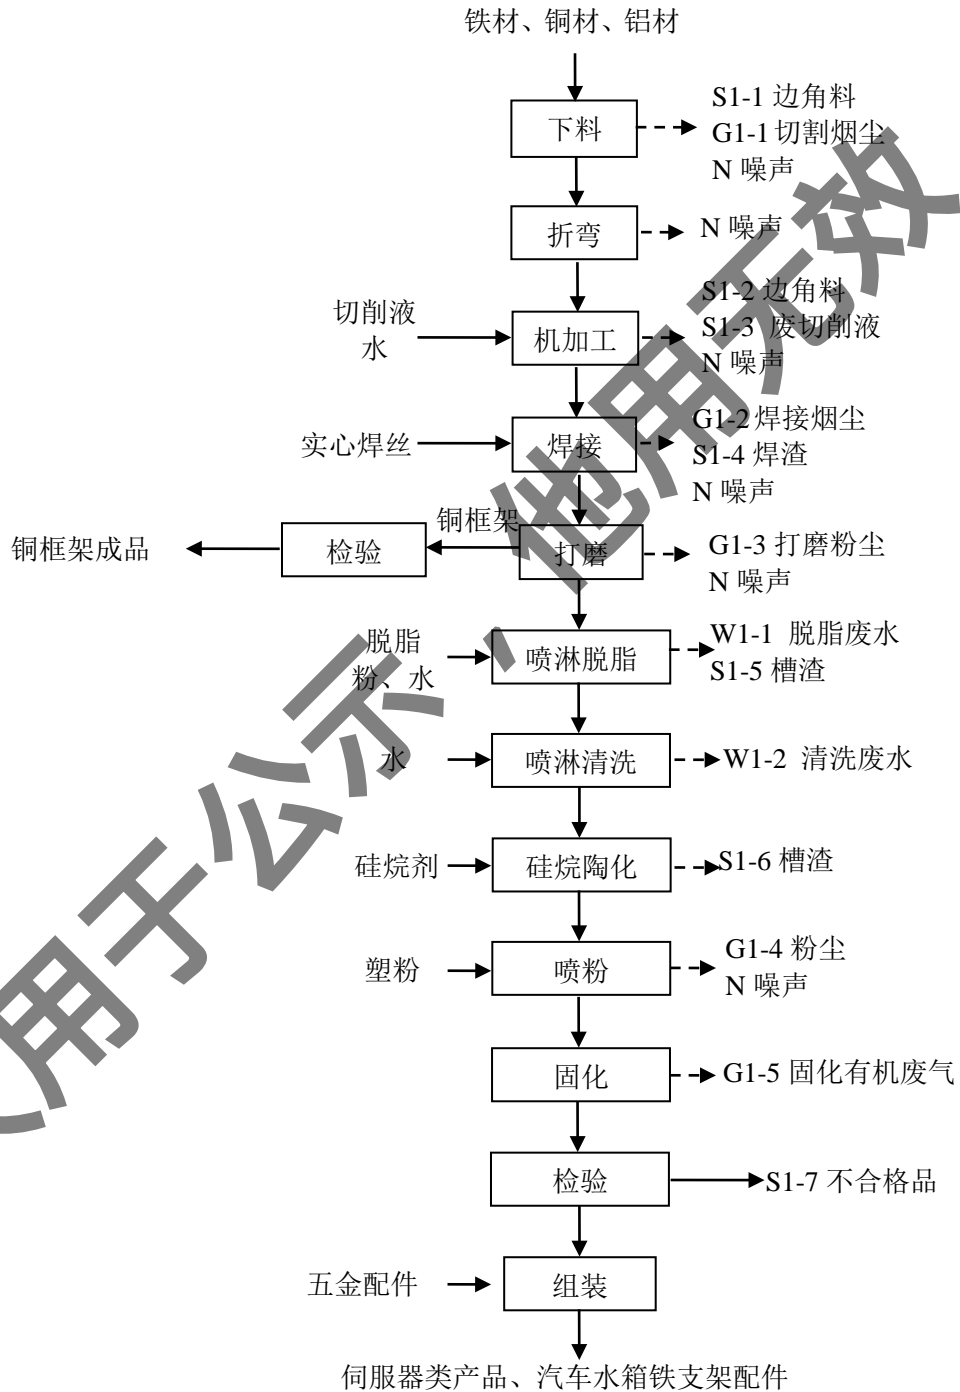 铁材、铜材、铝材
下料
S1-1 边角料
G1-1 切割烟尘
N 噪声
折弯
N 噪声
切削液
水
机加工
S1-2 边角料
S1-3 废切削液
N 噪声
实心焊丝
焊接
G1-2 焊接烟尘
S1-4 焊渣
N 噪声
铜框架成品
检验
铜框架
打磨
G1-3 打磨粉尘
N 噪声
脱脂
粉、水
喷淋脱脂
W1-1 脱脂废水
S1-5 槽渣
水
喷淋清洗
W1-2 清洗废水
硅烷剂
硅烷陶化
S1-6 槽渣
塑粉
喷粉
G1-4 粉尘
N 噪声
固化
G1-5 固化有机废气
检验
S1-7 不合格品
五金配件
组装
伺服器类产品、汽车水箱铁支架配件
用于公示，他用无效